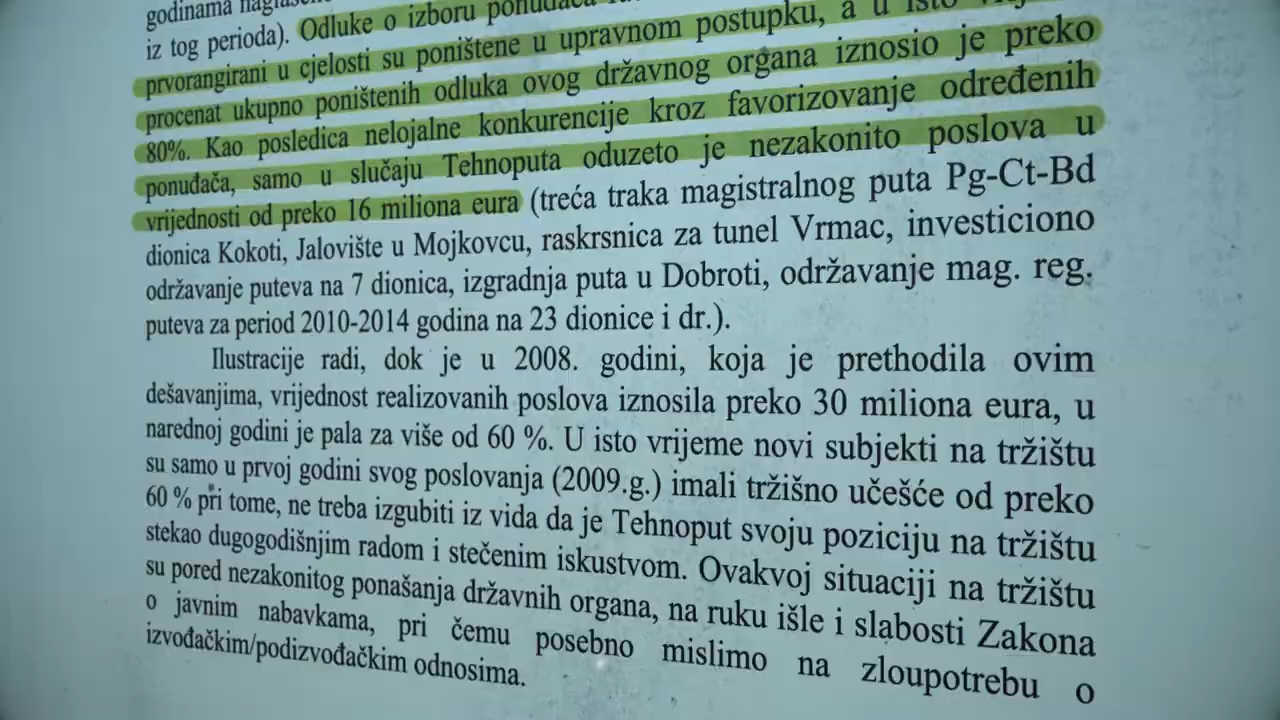 godinama
iz tog perioda). Odluke o izboru ponuđača
prvorangirani u cjelosti su poništene u upravnom postupku, a u isto
procenat ukupno poništenih odluka ovog državnog organa iznosio je preko
80%. Kao posledica nelojalne konkurencije kroz favorizovanje određenih
ponuđača, samo u slučaju Tehnoputa oduzeto je nezakonito poslova u
vrijednosti od preko 16 miliona eura (treća traka magistralnog puta Pg-Ct-Bd
dionica Kokoti, Jalovište u Mojkovcu, raskrsnica za tunel Vrmac, investiciono
održavanje puteva na 7 dionica, izgradnja puta u Dobroti, održavanje mag. reg.
puteva za period 2010-2014 godina na 23 dionice i dr.).
Ilustracije radi, dok je u 2008. godini, koja je prethodila ovim
dešavanjima, vrijednost realizovanih poslova iznosila preko 30 miliona eura, u
narednoj godini je pala za više od 60 %. U isto vrijeme novi subjekti na tržištu
su samo u prvoj godini svog poslovanja (2009.g.) imali tržišno učešće od preko
60 % pri tome, ne treba izgubiti iz vida da je Tehnoput svoju poziciju na tržištu
stekao dugogodišnjim radom i stečenim iskustvom. Ovakvoj situaciji na tržištu
su pored nezakonitog ponašanja državnih organa, na ruku išle i slabosti Zakona
o javnim nabavkama, pri čemu posebno mislimo na zloupotrebu o
izvođačkim/podizvođačkim odnosima.